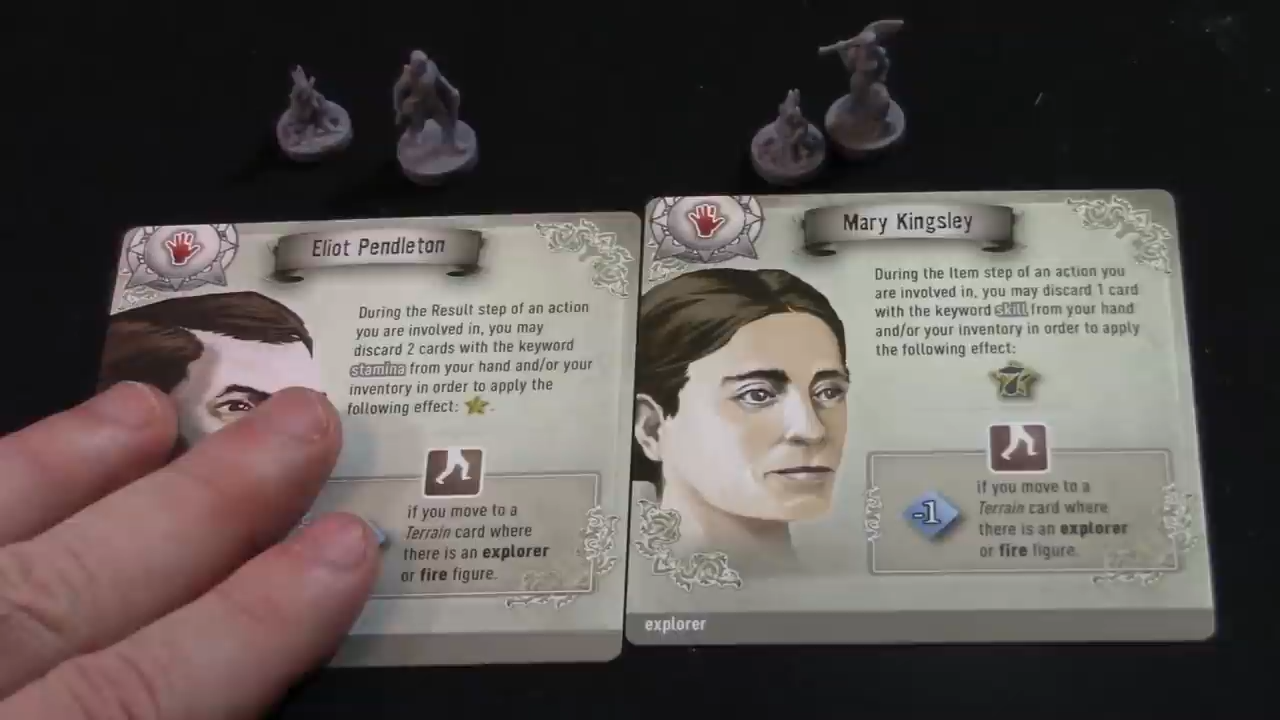 Eliot Pendleton
During the Result step of an action
you are involved in, you may
discard 2 cards with the keyword
stamina from your hand and/or your
inventory in order to apply the
following effect:
if you move to a
Terrain card where
there is an explorer
or fire figure.
Mary Kingsley
During the Item step of an action you
are involved in, you may discard 1 card
with the keyword skill from your hand
and/or your inventory in order to apply
the following effect:
7
-1
if you move to a
Terrain card where
there is an explorer
or fire figure.
explorer